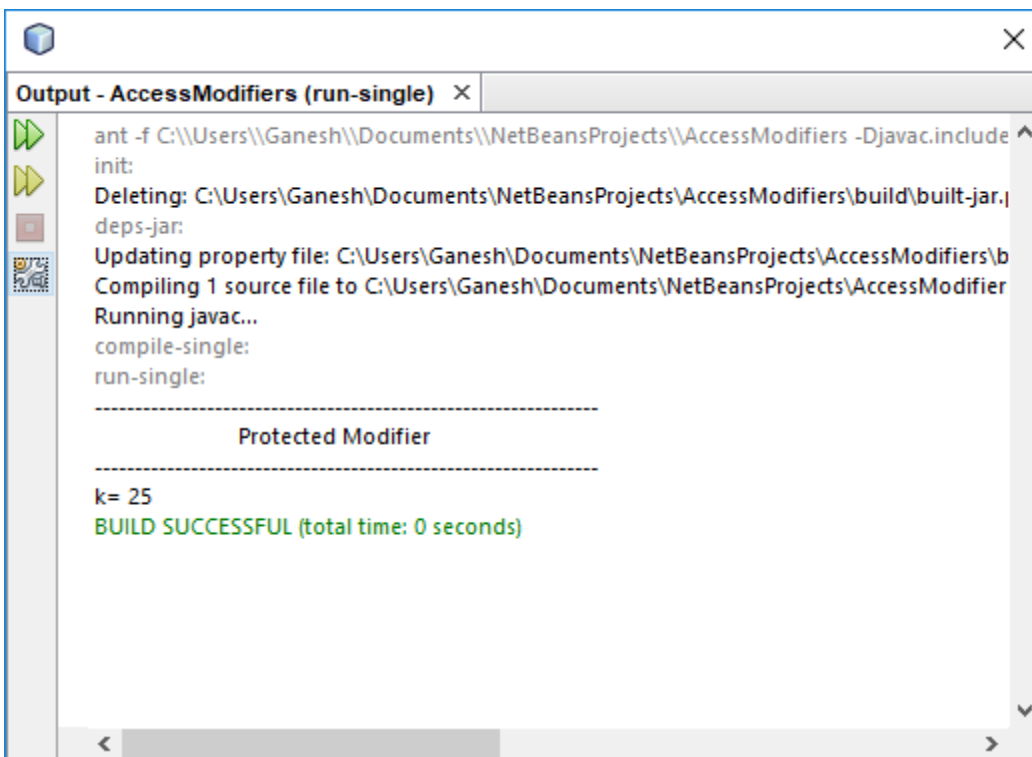 Output - AccessModifiers (run-single)
ant -f C:\\Users\\Ganesh\\Documents\\NetBeansProjects\\AccessModifiers -Djavac.include
init:
Deleting: C:\Users\Ganesh\Documents\NetBeansProjects\AccessModifiers\build\built-jar.p
deps-jar:
Updating property file: C:\Users\Ganesh\Documents\NetBeansProjects\AccessModifiers\b
Compiling 1 source file to C:\Users\Ganesh\Documents\NetBeansProjects\AccessModifier
Running javac...
compile-single:
run-single:
---------------------------------------------------------------
Protected Modifier
---------------------------------------------------------------
k= 25
BUILD SUCCESSFUL (total time: 0 seconds)